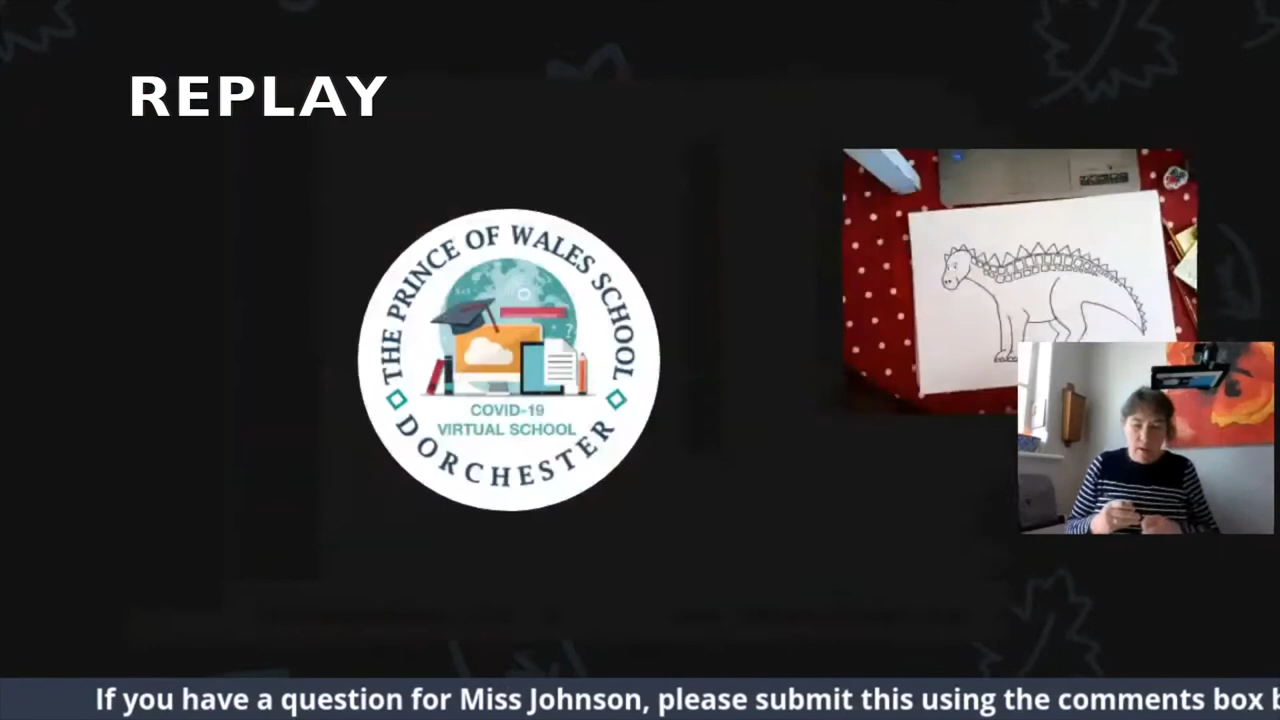 REPLAY
THE PRINCE OF WALES SCHOOL
COVID-19
VIRTUAL SCHOOL
DORCHESTER
If you have a question for Miss Johnson, please submit this using the comments box